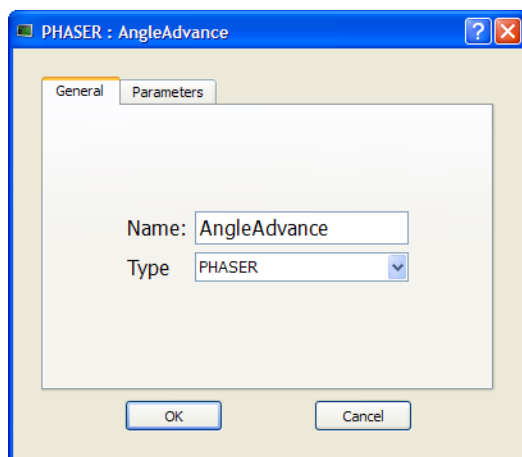 PHASER : AngleAdvance
General Parameters
Name: AngleAdvance
Type PHASER
OK Cancel